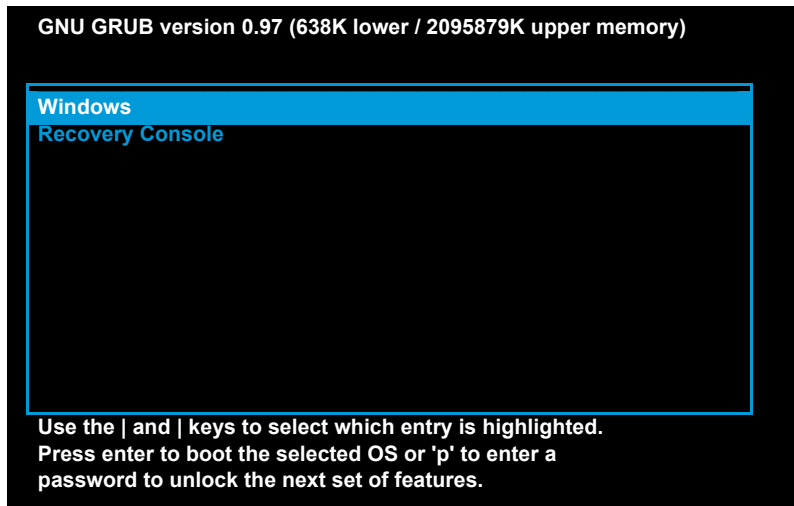 GNU GRUB version 0.97 (638K lower / 2095879K upper memory)
Windows
Recovery Console
Use the | and | keys to select which entry is highlighted.
Press enter to boot the selected OS or 'p' to enter a
password to unlock the next set of features.